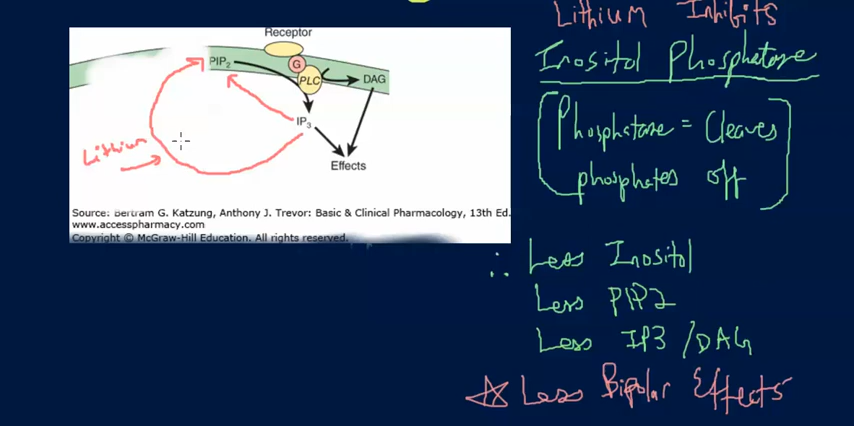 Lithium Inhibits
Receptor
PIP2
G
PLC
DAG
IP3
Effects
Lithium
Source: Bertram G. Katzung, Anthony J. Trevor: Basic & Clinical Pharmacology, 13th Ed.
www.accesspharmacy.com
Copyright © McGraw-Hill Education. All rights reserved.
Inositol Phosphatase
Phosphatase = Cleaves
phosphates off
∴ Less Inositol
Less PIP2
Less IP3 / DAG
☆ Less Bipolar Effects